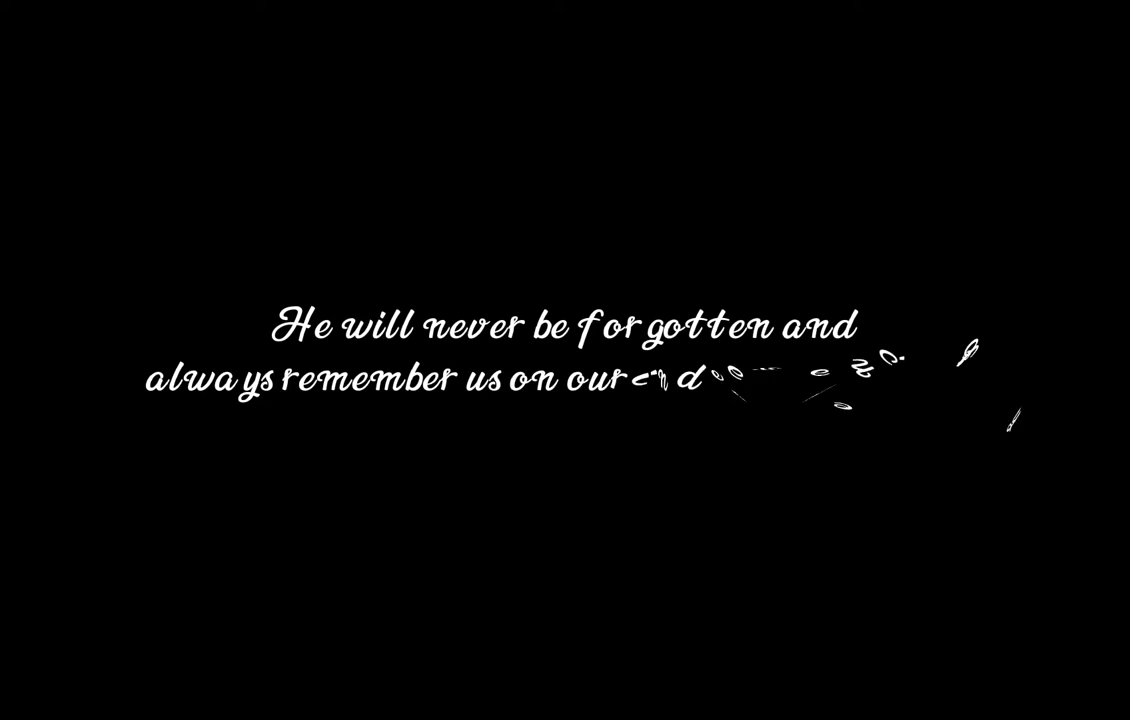 He will never be forgotten and
always remember us on our